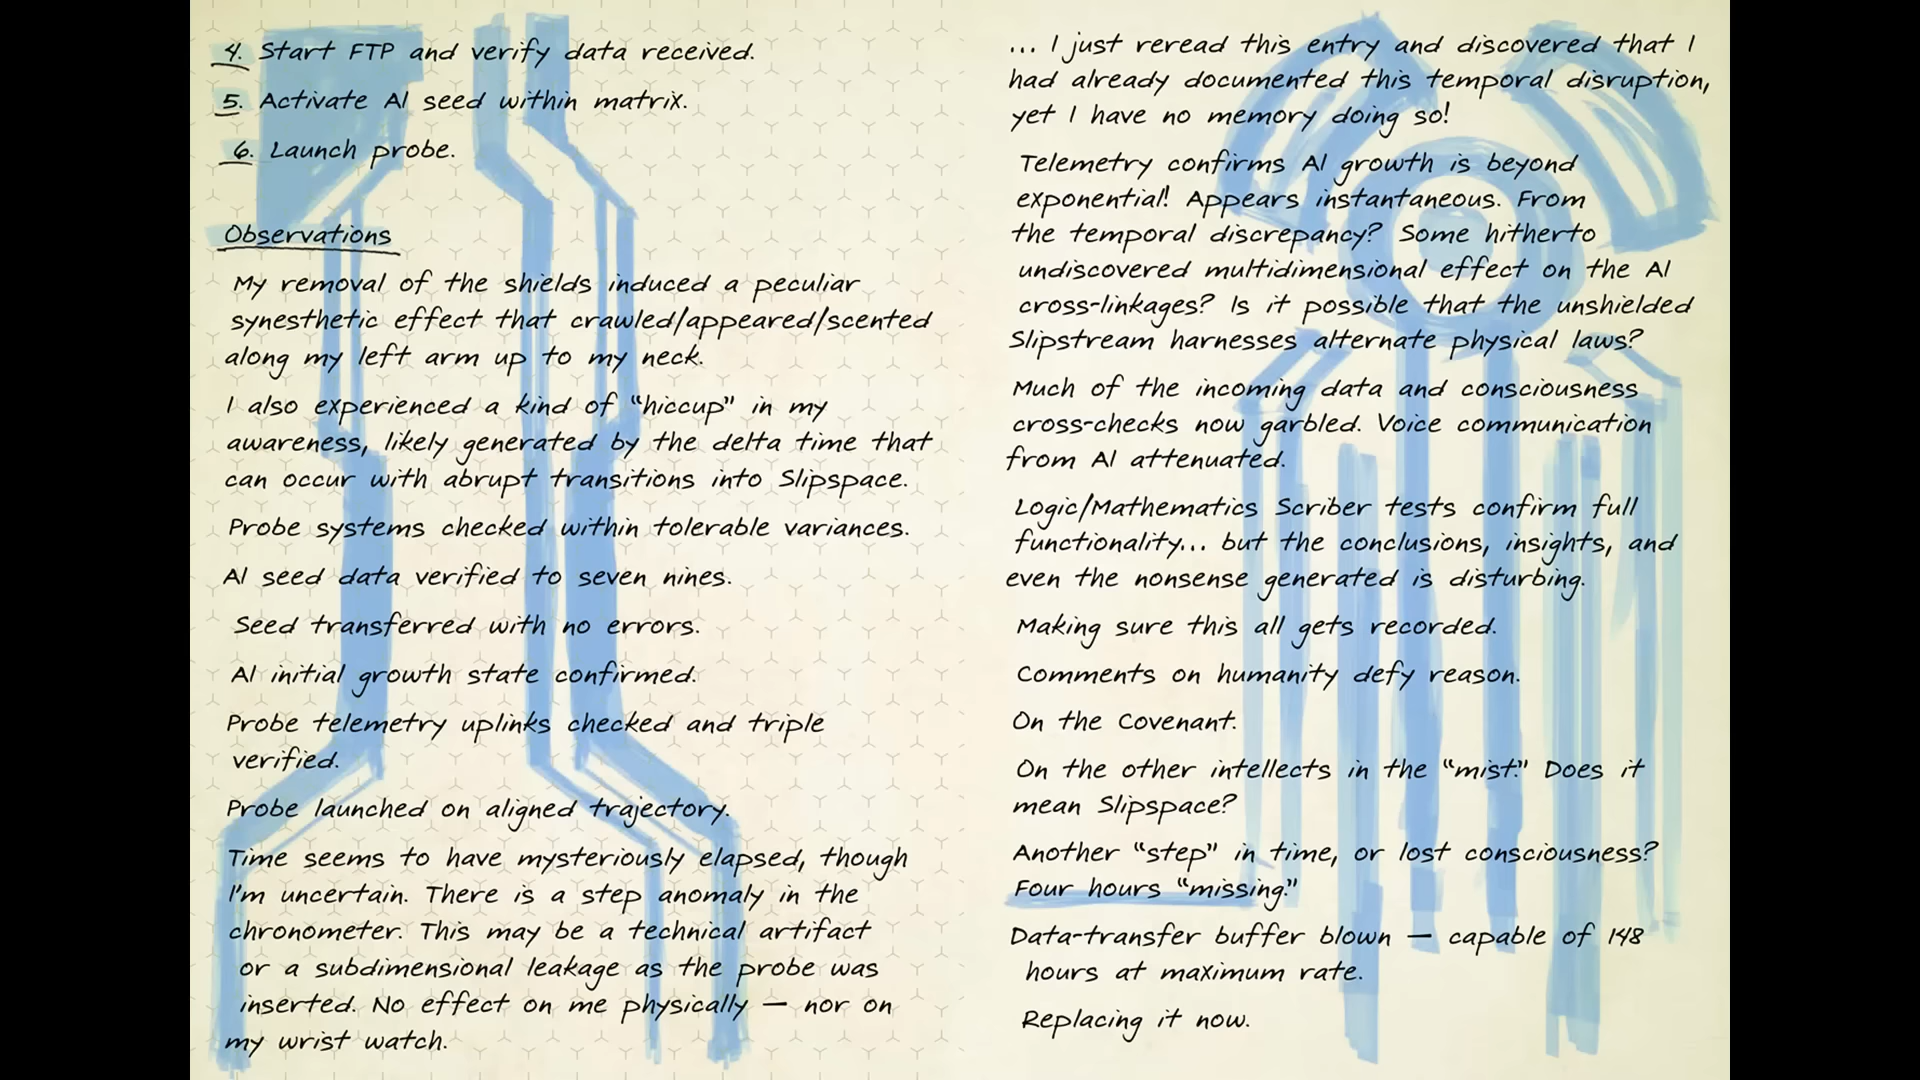 4. Start FTP and verify data received.
5. Activate AI seed within matrix.
6. Launch probe.
Observations
My removal of the shields induced a peculiar
synesthetic effect that crawled/appeared/scented
along my left arm up to my neck.
I also experienced a kind of "hiccup" in my
awareness, likely generated by the delta time that
can occur with abrupt transitions into Slipspace.
Probe systems checked within tolerable variances.
AI seed data verified to seven nines.
Seed transferred with no errors.
AI initial growth state confirmed.
Probe telemetry uplinks checked and triple
verified.
Probe launched on aligned trajectory.
Time seems to have mysteriously elapsed, though
I'm uncertain. There is a step anomaly in the
chronometer. This may be a technical artifact
or a subdimensional leakage as the probe was
inserted. No effect on me physically — nor on
my wrist watch.
... I just reread this entry and discovered that I
had already documented this temporal disruption,
yet I have no memory doing so!
Telemetry confirms AI growth is beyond
exponential! Appears instantaneous. From
the temporal discrepancy? Some hitherto
undiscovered multidimensional effect on the AI
cross-linkages? Is it possible that the unshielded
Slipstream harnesses alternate physical laws?
Much of the incoming data and consciousness
cross-checks now garbled. Voice communication
from AI attenuated.
Logic/Mathematics Scriber tests confirm full
functionality... but the conclusions, insights, and
even the nonsense generated is disturbing.
Making sure this all gets recorded.
Comments on humanity defy reason.
On the Covenant.
On the other intellects in the "mist." Does it
mean Slipspace?
Another "step" in time, or lost consciousness?
Four hours "missing."
Data-transfer buffer blown — capable of 148
hours at maximum rate.
Replacing it now.